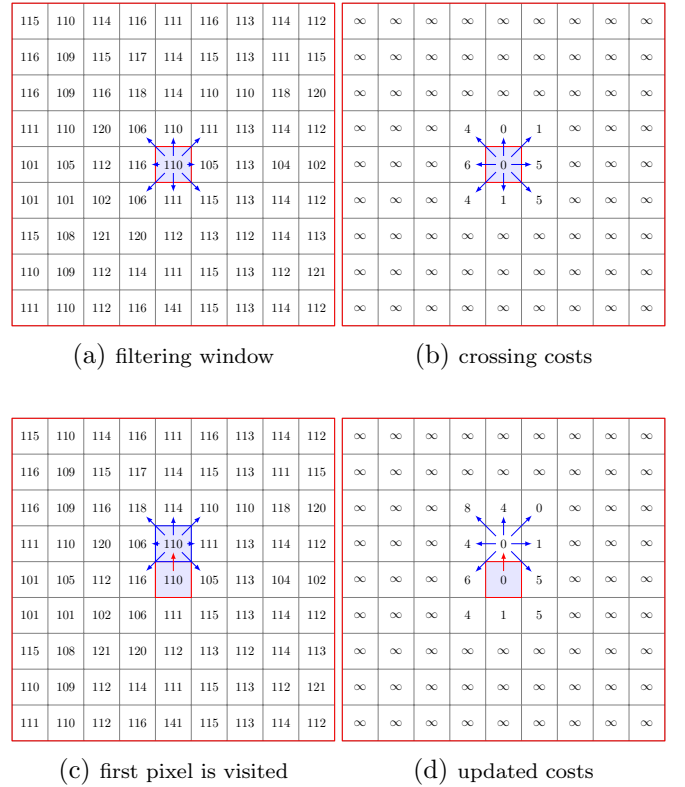 115 110 114 116 111 116 113 114 112
116 109 115 117 114 115 113 111 115
116 109 116 118 114 110 110 118 120
111 110 120 106 110 111 113 114 112
101 105 112 116 110 105 113 104 102
101 101 102 106 111 115 113 114 113
115 108 121 120 112 113 112 114 113
110 109 112 114 111 115 113 112 121
111 110 112 116 141 115 113 114 112
(a) filtering window
∞ ∞ ∞ ∞ ∞ ∞ ∞ ∞ ∞
∞ ∞ ∞ ∞ ∞ ∞ ∞ ∞ ∞
∞ ∞ ∞ ∞ ∞ ∞ ∞ ∞ ∞
∞ ∞ ∞ 4 0 1 ∞ ∞ ∞
∞ ∞ ∞ 6 0 5 ∞ ∞ ∞
∞ ∞ ∞ 4 1 5 ∞ ∞ ∞
∞ ∞ ∞ ∞ ∞ ∞ ∞ ∞ ∞
∞ ∞ ∞ ∞ ∞ ∞ ∞ ∞ ∞
∞ ∞ ∞ ∞ ∞ ∞ ∞ ∞ ∞
(b) crossing costs
115 110 114 116 111 116 113 114 112
116 109 115 117 114 115 113 111 115
116 109 116 118 114 110 110 118 120
111 110 120 106 110 111 113 114 112
101 105 112 116 110 105 113 104 102
101 101 102 106 111 115 113 114 113
115 108 121 120 112 113 112 114 113
110 109 112 114 111 115 113 112 121
111 110 112 116 141 115 113 114 112
(c) first pixel is visited
∞ ∞ ∞ ∞ ∞ ∞ ∞ ∞ ∞
∞ ∞ ∞ ∞ ∞ ∞ ∞ ∞ ∞
∞ ∞ ∞ 8 4 0 ∞ ∞ ∞
∞ ∞ ∞ 4 0 1 ∞ ∞ ∞
∞ ∞ ∞ 6 0 5 ∞ ∞ ∞
∞ ∞ ∞ 4 1 5 ∞ ∞ ∞
∞ ∞ ∞ ∞ ∞ ∞ ∞ ∞ ∞
∞ ∞ ∞ ∞ ∞ ∞ ∞ ∞ ∞
∞ ∞ ∞ ∞ ∞ ∞ ∞ ∞ ∞
(d) updated costs